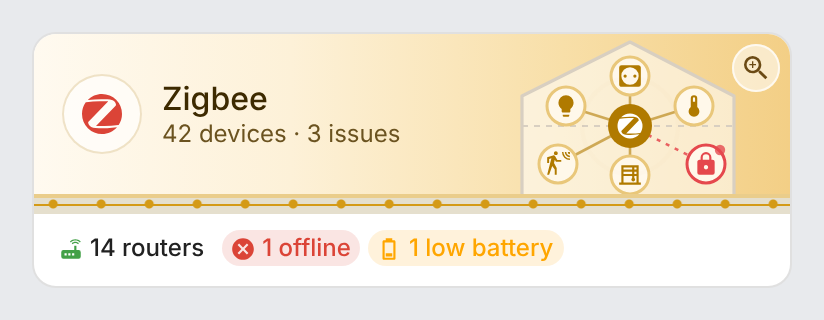 Zigbee
42 devices · 3 issues
14 routers
1 offline
1 low battery